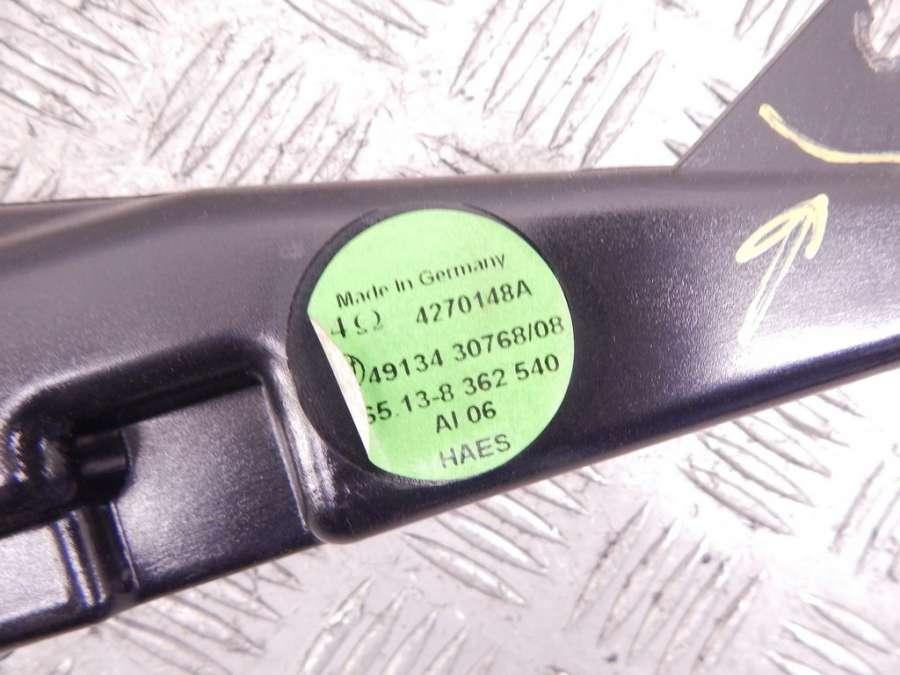 Made In Germany
4Ω 4270148A
49134 30768/08
65.13-8 362 540
AI 06
HAES